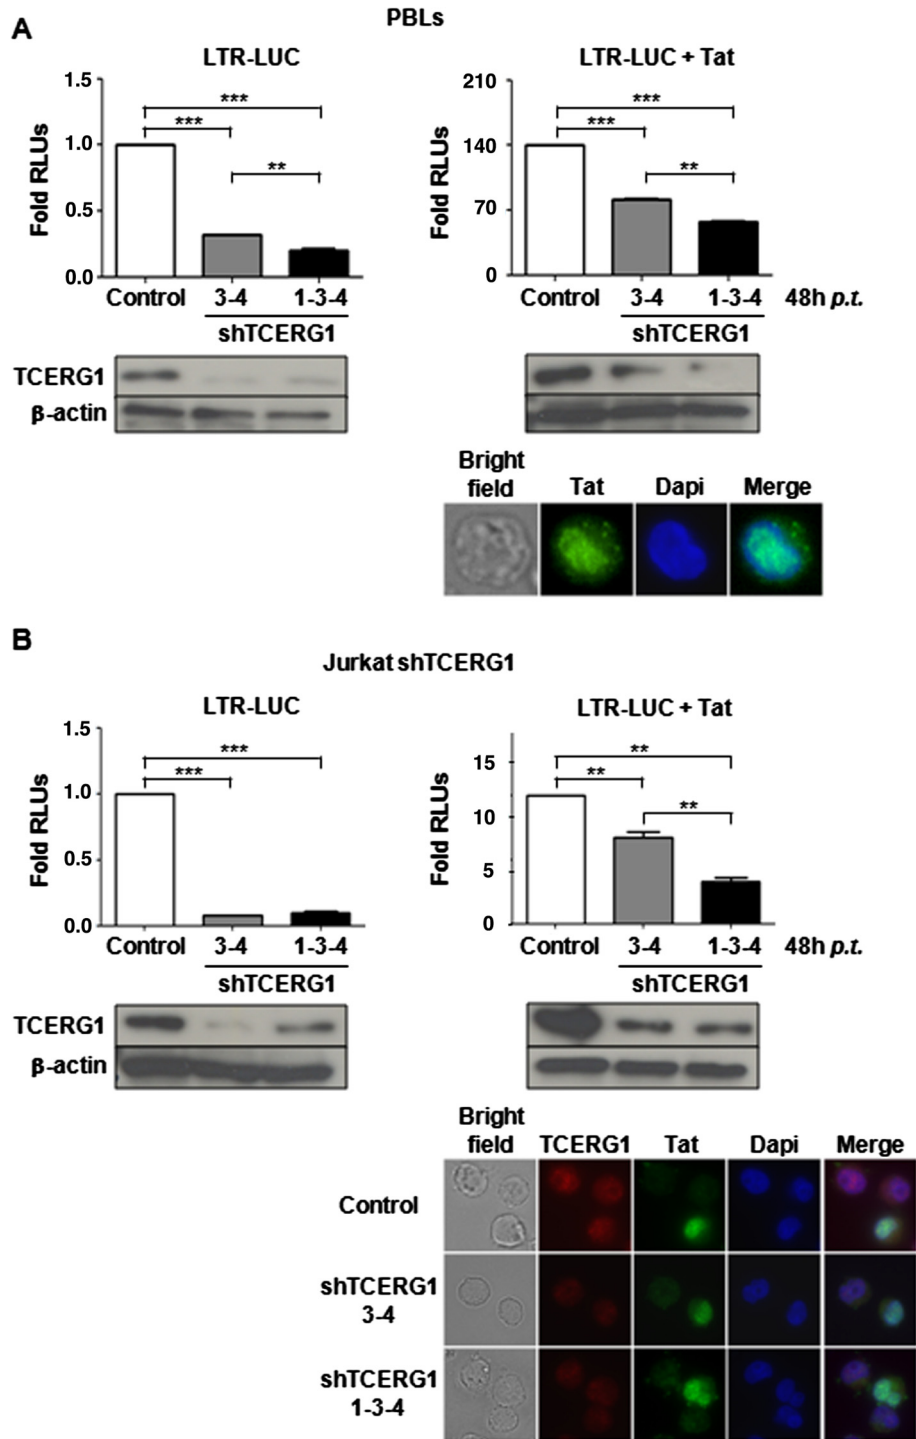 A
PBLs
LTR-LUC
Fold RLUs
1.5
1.0
0.5
0.0
***
***
**
Control 3-4 1-3-4
shTCERG1
LTR-LUC + Tat
Fold RLUs
210
140
70
0
***
***
**
Control 3-4 1-3-4 48h p.t.
shTCERG1
TCERG1
β-actin
Bright field Tat Dapi Merge
B
Jurkat shTCERG1
LTR-LUC
Fold RLUs
1.5
1.0
0.5
0.0
***
***
Control 3-4 1-3-4
shTCERG1
LTR-LUC + Tat
Fold RLUs
15
10
5
0
**
**
**
Control 3-4 1-3-4 48h p.t.
shTCERG1
TCERG1
β-actin
Bright field TCERG1 Tat Dapi Merge
Control
shTCERG1
3-4
shTCERG1
1-3-4